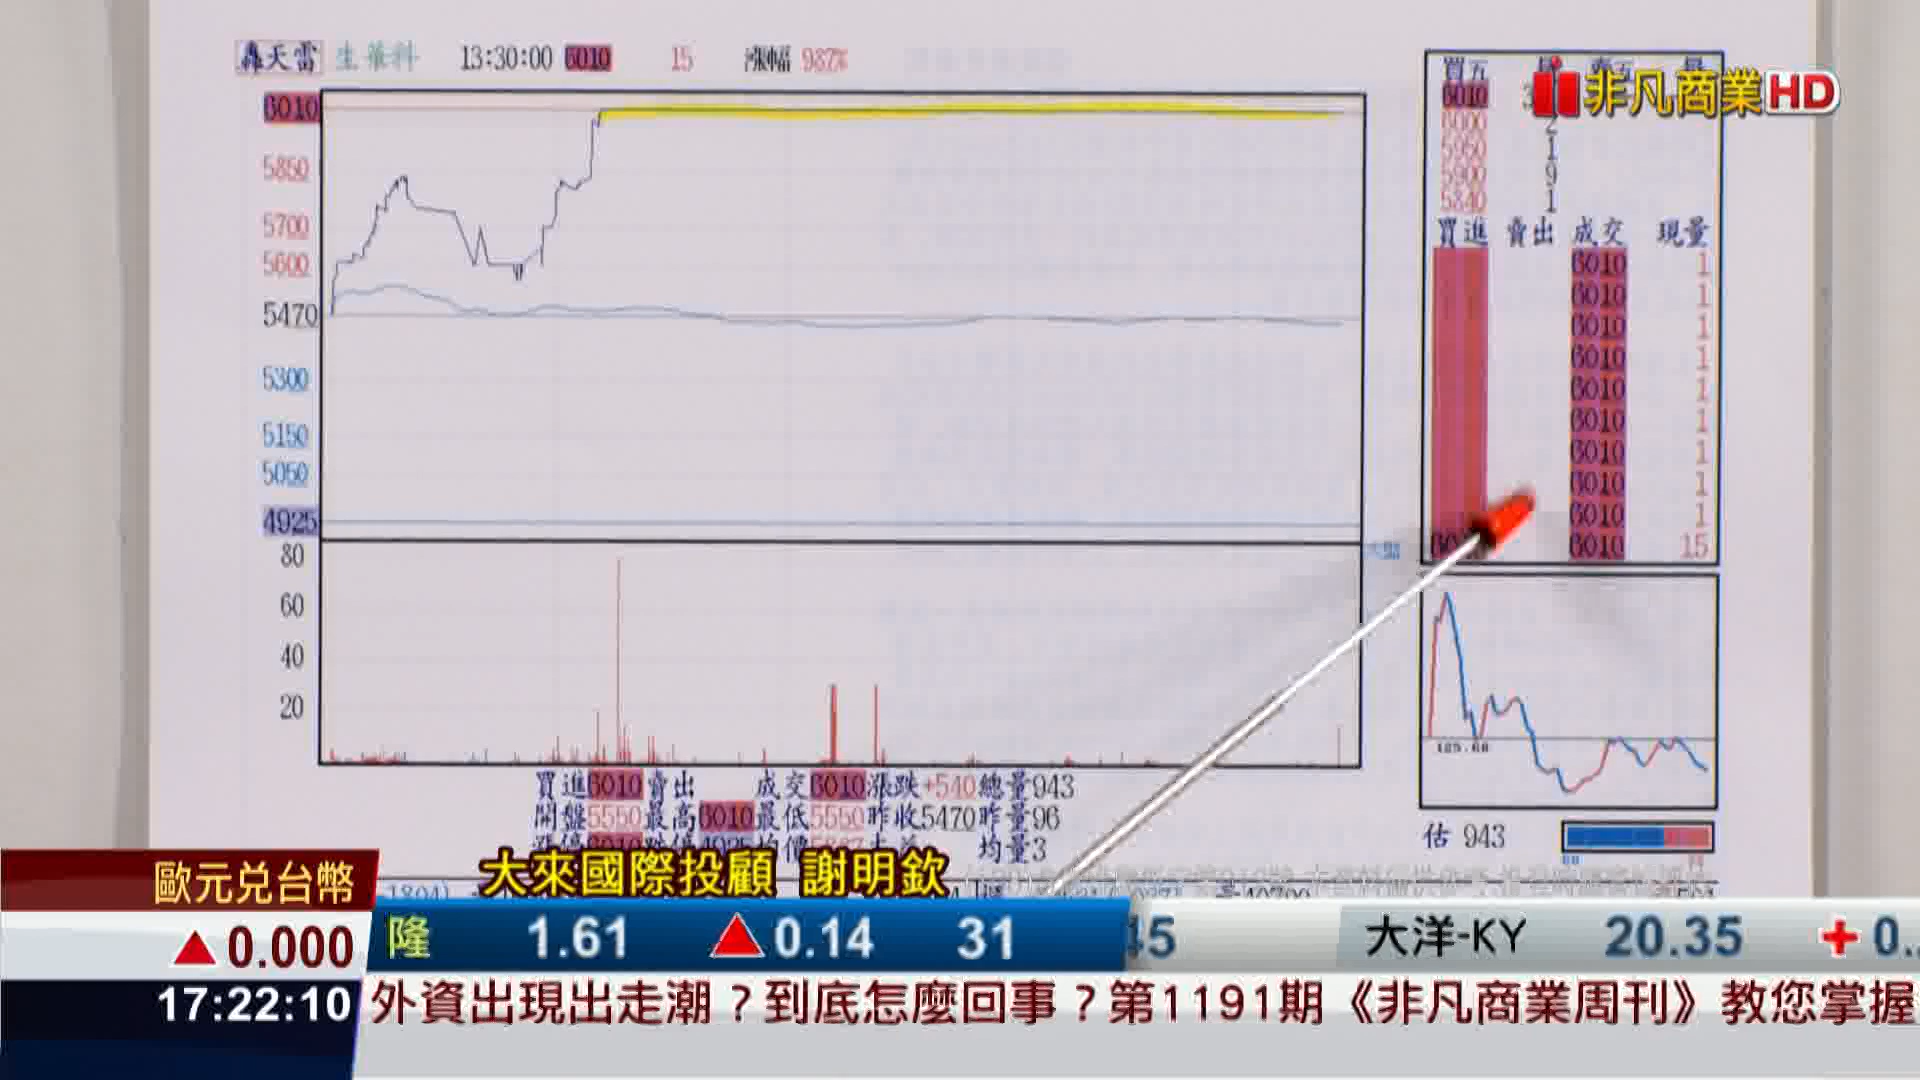 轟天雷 生華科 13:30:00 6010 15 漲幅 987%
非凡商業HD
6010
5850
5700
5600
5470
5300
5150
5050
4925
80
60
40
20
買五
6010
6100
5950 1
5900 9
5840 1
買進 賣出 成交 現量
6010 1
6010 1
6010 1
6010 1
6010 1
6010 1
6010 1
6010 1
6010 1
6010 15
125.60
估 943
買進6010賣出 成交6010漲跌+540總量943
開盤5550最高6010最低5550昨收5470昨量96
均量3
大來國際投顧 謝明欽
歐元兌台幣
▲0.000
隆 1.61 ▲0.14 31 45 大洋-KY 20.35 +0.
17:22:10
外資出現出走潮？到底怎麼回事？第1191期《非凡商業周刊》教您掌握